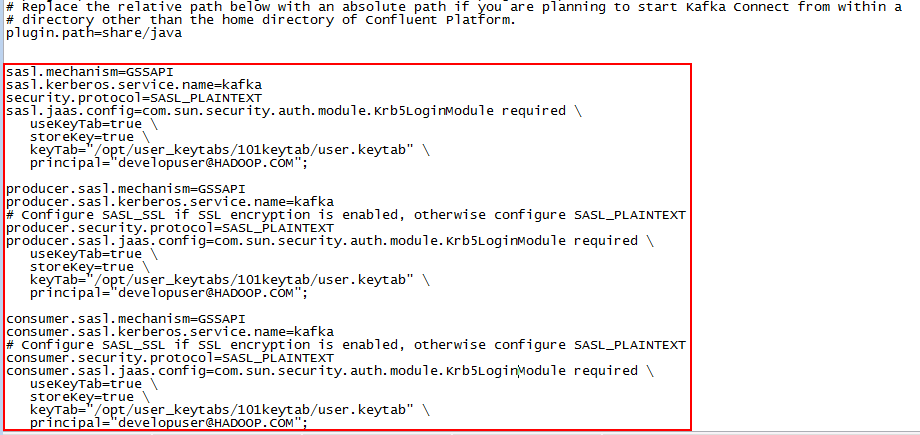 # Replace the relative path below with an absolute path if you are planning to start Kafka Connect from within a
# directory other than the home directory of Confluent Platform.
plugin.path=share/java
sasl.mechanism=GSSAPI
sasl.kerberos.service.name=kafka
security.protocol=SASL_PLAINTEXT
sasl.jaas.config=com.sun.security.auth.module.Krb5LoginModule required \
   useKeyTab=true \
   storeKey=true \
   keyTab="/opt/user_keytabs/101keytab/user.keytab" \
   principal="developuser@HADOOP.COM";
producer.sasl.mechanism=GSSAPI
producer.sasl.kerberos.service.name=kafka
# Configure SASL_SSL if SSL encryption is enabled, otherwise configure SASL_PLAINTEXT
producer.security.protocol=SASL_PLAINTEXT
producer.sasl.jaas.config=com.sun.security.auth.module.Krb5LoginModule required \
   useKeyTab=true \
   storeKey=true \
   keyTab="/opt/user_keytabs/101keytab/user.keytab" \
   principal="developuser@HADOOP.COM";
consumer.sasl.mechanism=GSSAPI
consumer.sasl.kerberos.service.name=kafka
# Configure SASL_SSL if SSL encryption is enabled, otherwise configure SASL_PLAINTEXT
consumer.security.protocol=SASL_PLAINTEXT
consumer.sasl.jaas.config=com.sun.security.auth.module.Krb5LoginModule required \
   useKeyTab=true \
   storeKey=true \
   keyTab="/opt/user_keytabs/101keytab/user.keytab" \
   principal="developuser@HADOOP.COM";